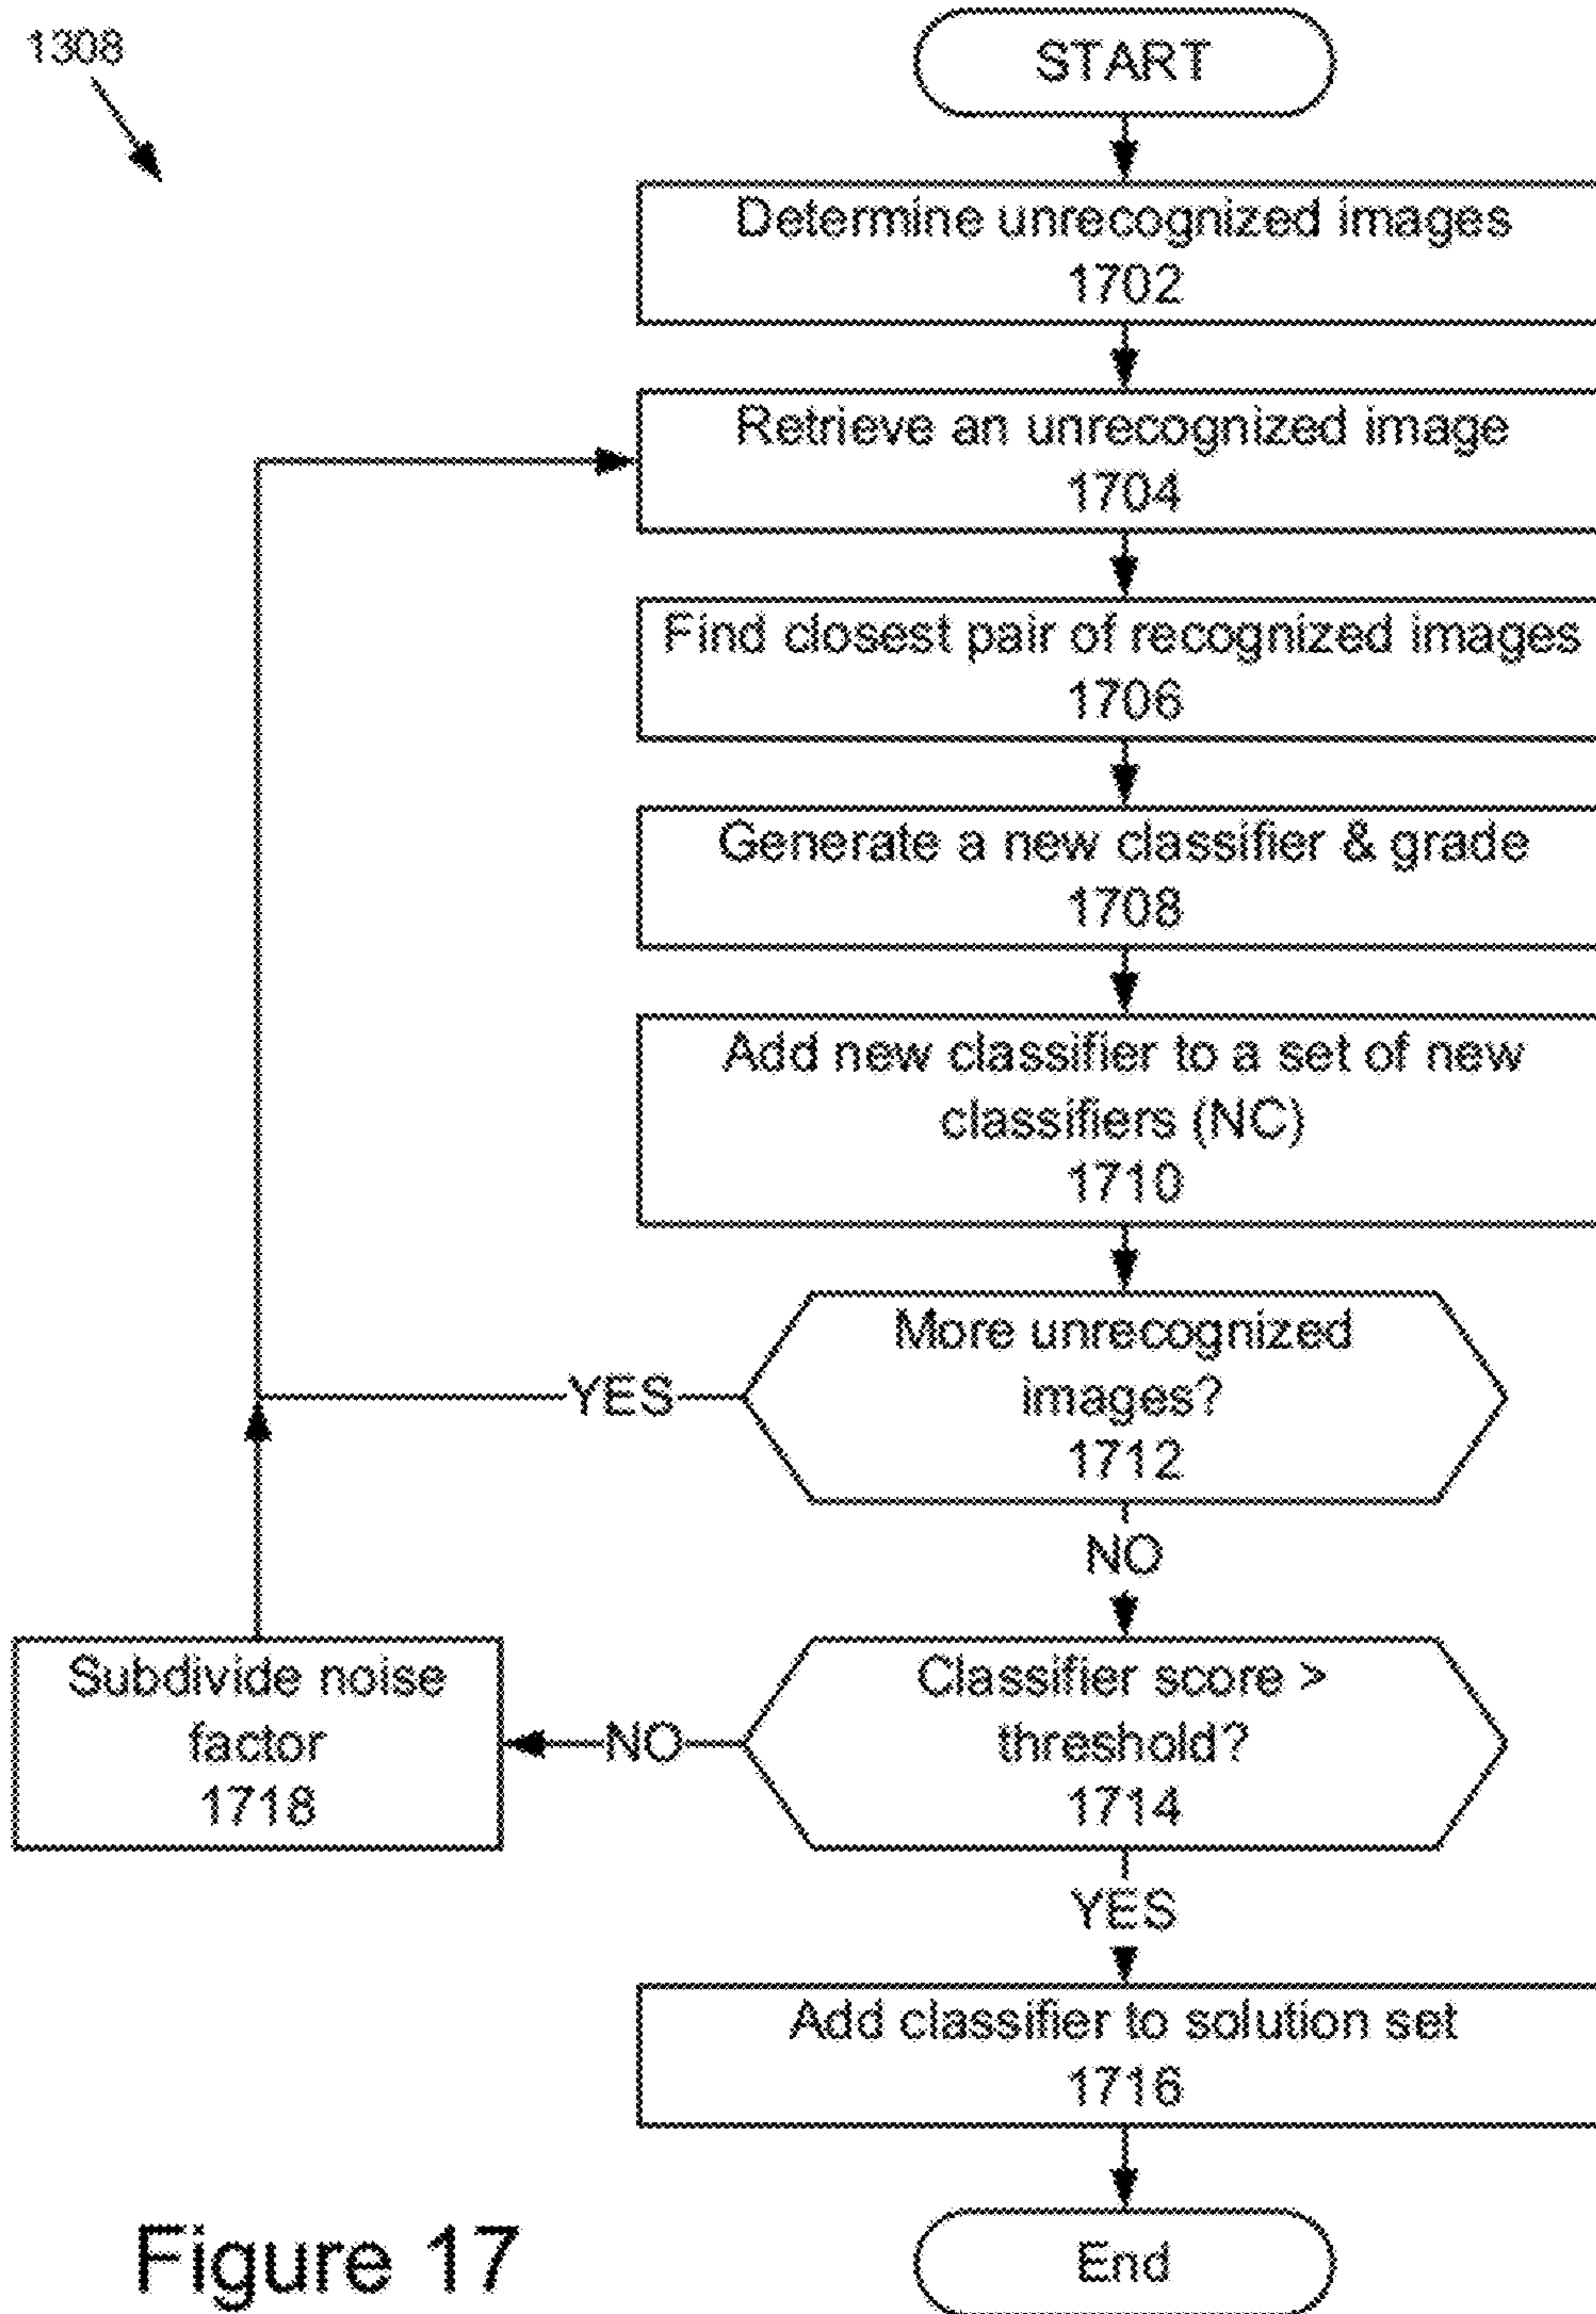 1308
START
Determine unrecognized images
1702
Retrieve an unrecognized image
1704
Find closest pair of recognized images
1706
Generate a new classifier & grade
1708
Add new classifier to a set of new
classifiers (NC)
1710
More unrecognized
images?
1712
YES
NO
Classifier score >
threshold?
1714
NO
Subdivide noise
factor
1718
YES
Add classifier to solution set
1716
End
Figure 17